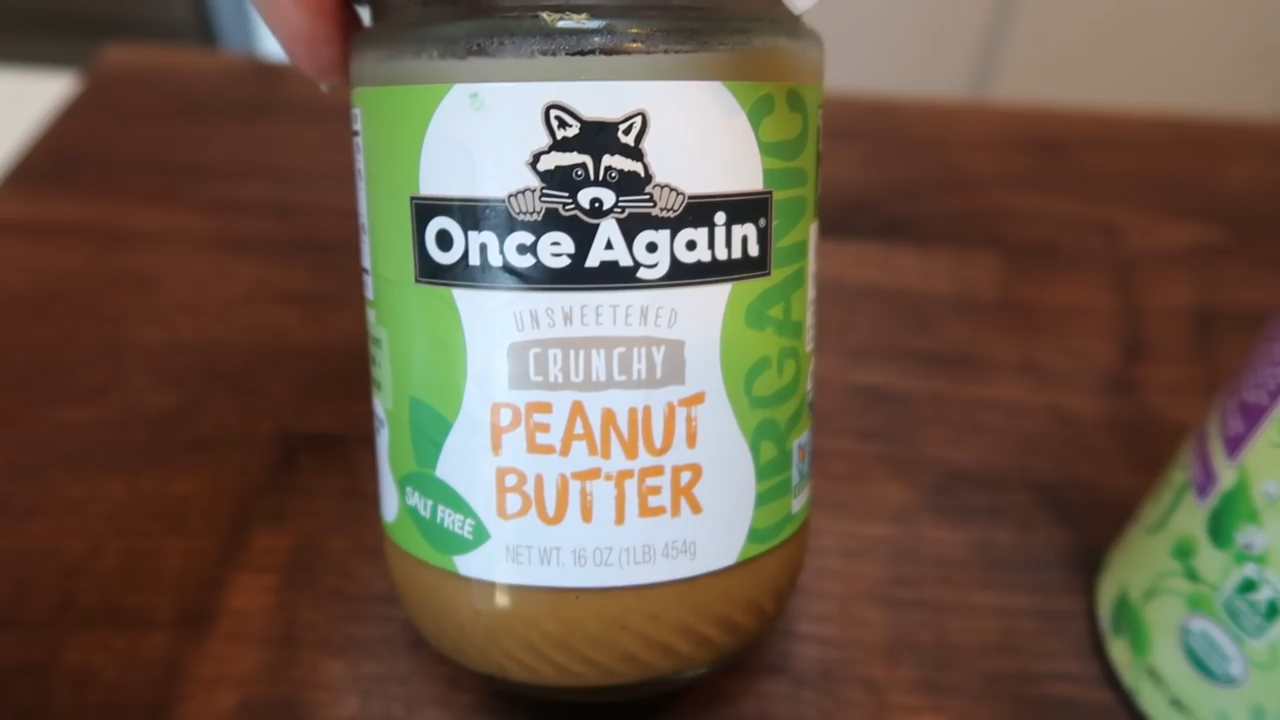 Once Again®
UNSWEETENED
CRUNCHY
PEANUT
BUTTER
SALT FREE
NET WT. 16 OZ (1LB) 454g
ORGANIC